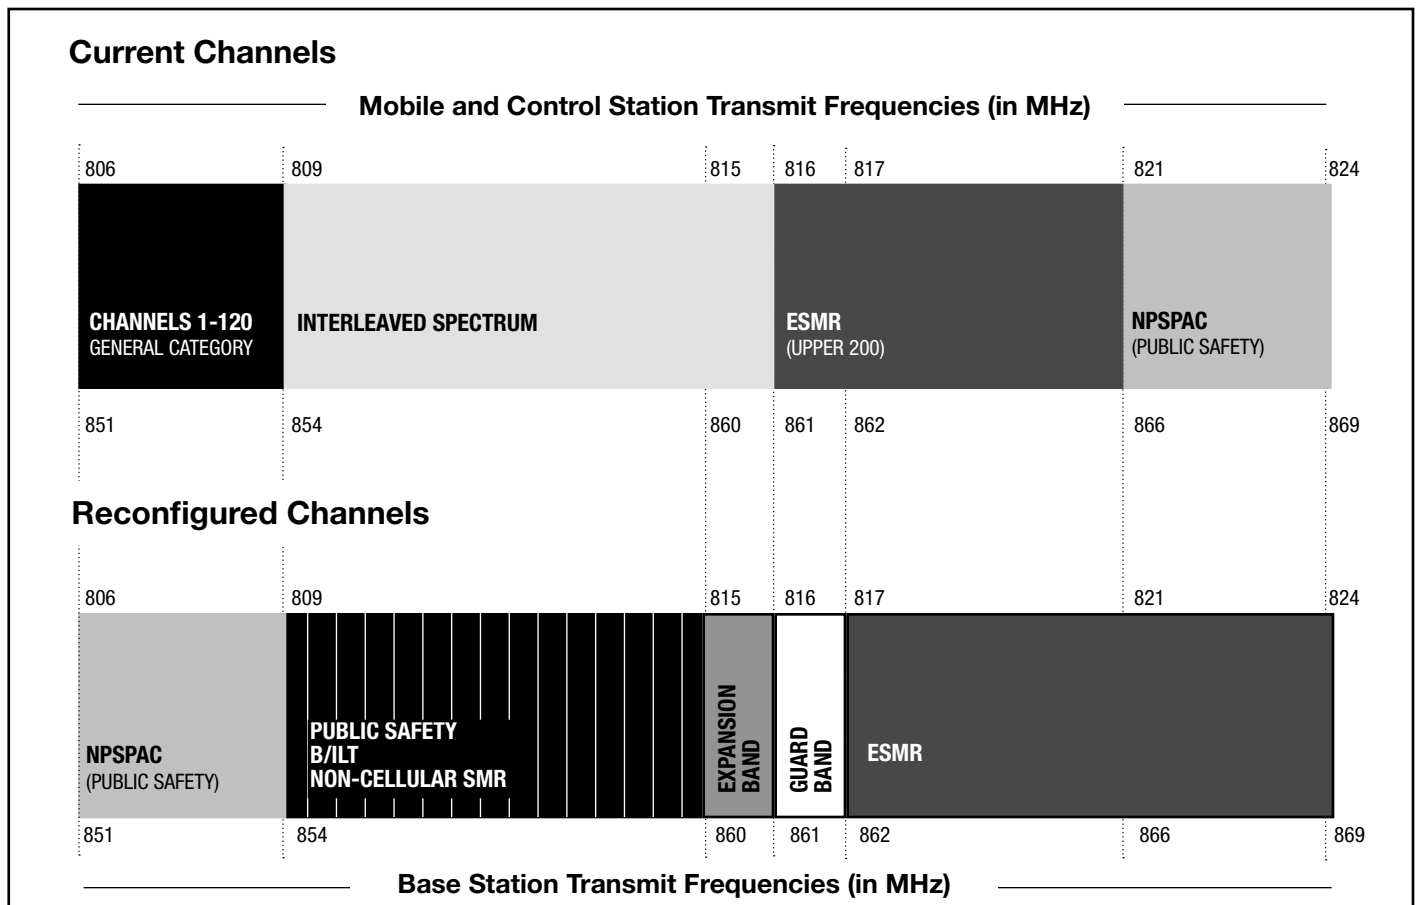 Current Channels
Mobile and Control Station Transmit Frequencies (in MHz)
806 809 815 816 817 821 824
CHANNELS 1-120
GENERAL CATEGORY
INTERLEAVED SPECTRUM
ESMR
(UPPER 200)
NPSPAC
(PUBLIC SAFETY)
851 854 860 861 862 866 869
Reconfigured Channels
806 809 815 816 817 821 824
NPSPAC
(PUBLIC SAFETY)
PUBLIC SAFETY
B/ILT
NON-CELLULAR SMR
EXPANSION
BAND
GUARD
BAND
ESMR
851 854 860 861 862 866 869
Base Station Transmit Frequencies (in MHz)